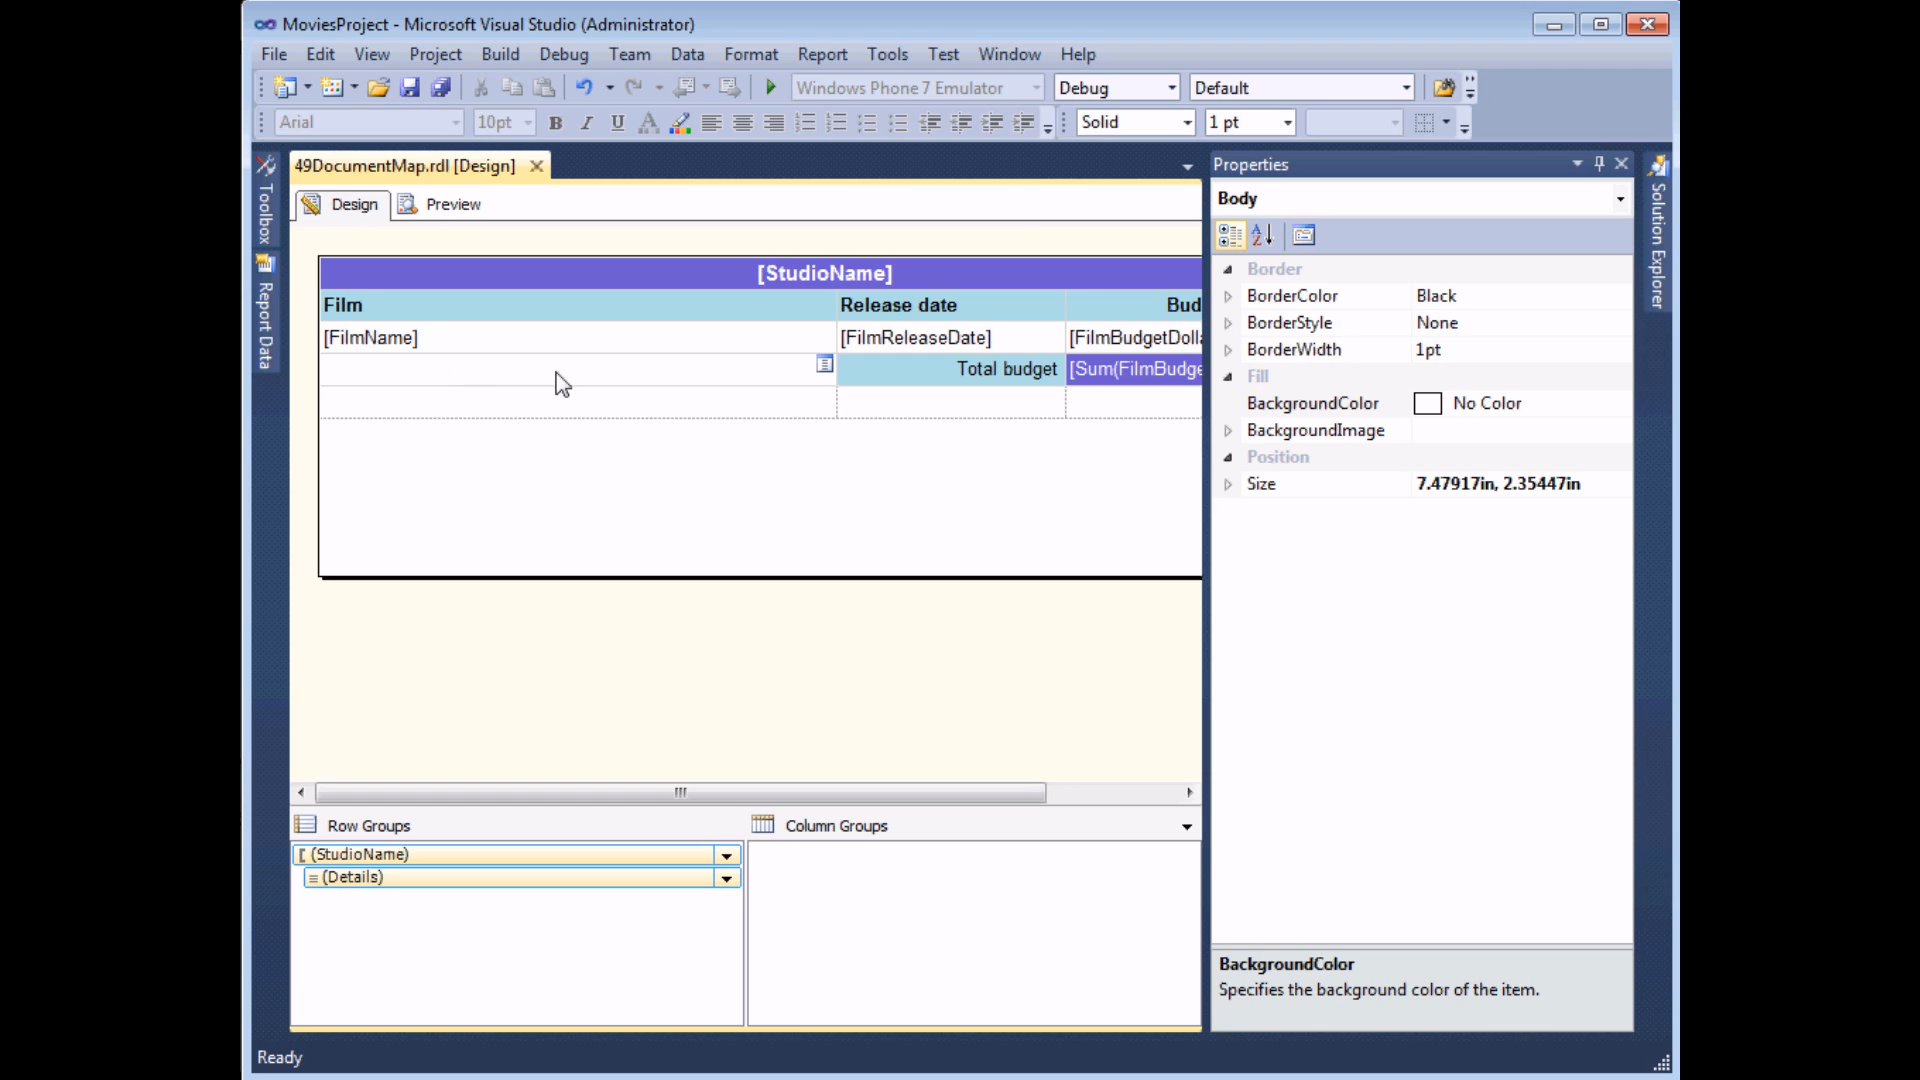 MoviesProject - Microsoft Visual Studio (Administrator)
File Edit View Project Build Debug Team Data Format Report Tools Test Window Help
Windows Phone 7 Emulator Debug Default
Arial 10pt B I U A Solid 1 pt
49DocumentMap.rdl [Design]
Design Preview
Toolbox
Report Data
[StudioName]
Film Release date Bud
[FilmName] [FilmReleaseDate] [FilmBudgetDolla
Total budget [Sum(FilmBudge
Row Groups
(StudioName)
(Details)
Column Groups
Properties
Body
Border
BorderColor Black
BorderStyle None
BorderWidth 1pt
Fill
BackgroundColor No Color
BackgroundImage
Position
Size 7.47917in, 2.35447in
BackgroundColor
Specifies the background color of the item.
Solution Explorer
Ready